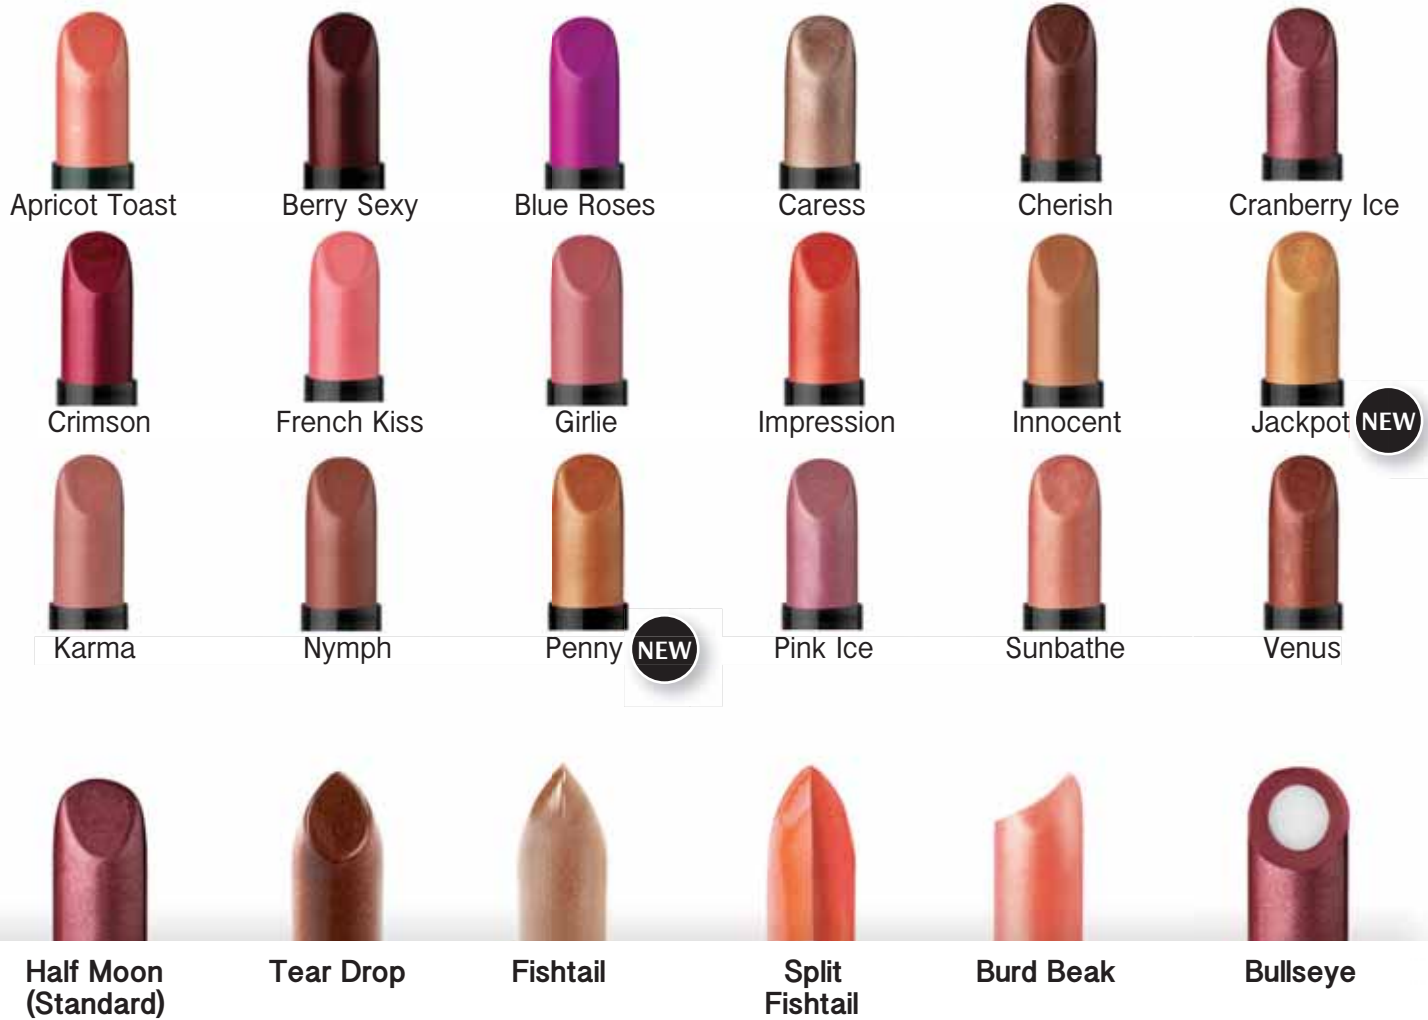 Apricot Toast
Berry Sexy
Blue Roses
Caress
Cherish
Cranberry Ice
Crimson
French Kiss
Girlie
Impression
Innocent
Jackpot
NEW
Karma
Nymph
Penny
NEW
Pink Ice
Sunbathe
Venus
Half Moon
(Standard)
Tear Drop
Fishtail
Split
Fishtail
Burd Beak
Bullseye